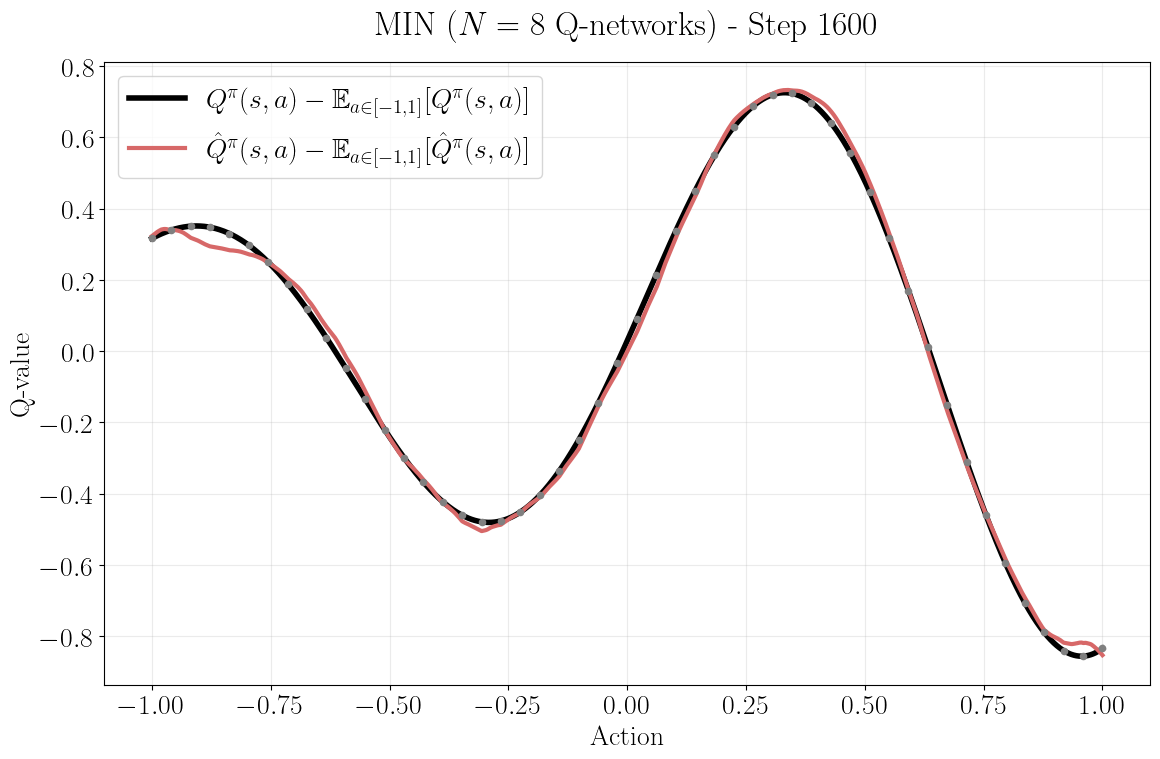 MIN (N = 8 Q-networks) - Step 1600
Q^π(s, a) − 𝔼_{a∈[−1,1]}[Q^π(s, a)]
Q̂^π(s, a) − 𝔼_{a∈[−1,1]}[Q̂^π(s, a)]
Q-value
0.8
0.6
0.4
0.2
0.0
−0.2
−0.4
−0.6
−0.8
−1.00 −0.75 −0.50 −0.25 0.00 0.25 0.50 0.75 1.00
Action